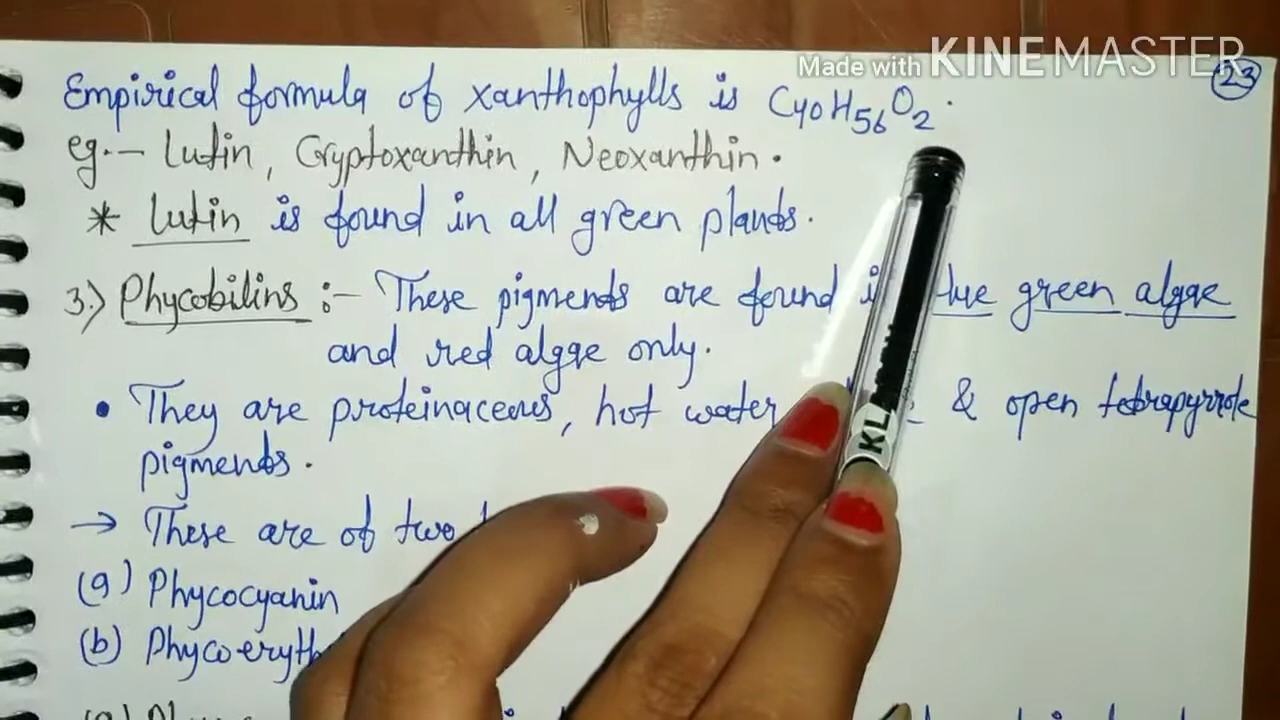 Made with KINEMASTER
23
Empirical formula of xanthophylls is C40H56O2.
eg.— Lutin, Cryptoxanthin, Neoxanthin.
* Lutin is found in all green plants.
3.) Phycobilins :— These pigments are found green algae
and red algae only.
• They are proteinaceous, hot water & open tetrapyrrole
pigments.
→ These are of two
(a) Phycocyanin
(b) Phycoeryth
KL